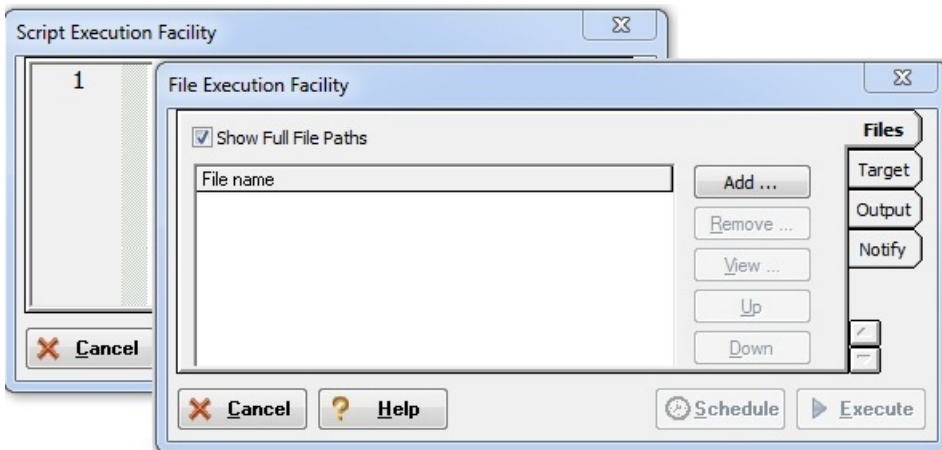 Script Execution Facility
1
Cancel
File Execution Facility
Show Full File Paths
File name
Add ...
Remove ...
View ...
Up
Down
Files
Target
Output
Notify
Cancel
Help
Schedule
Execute